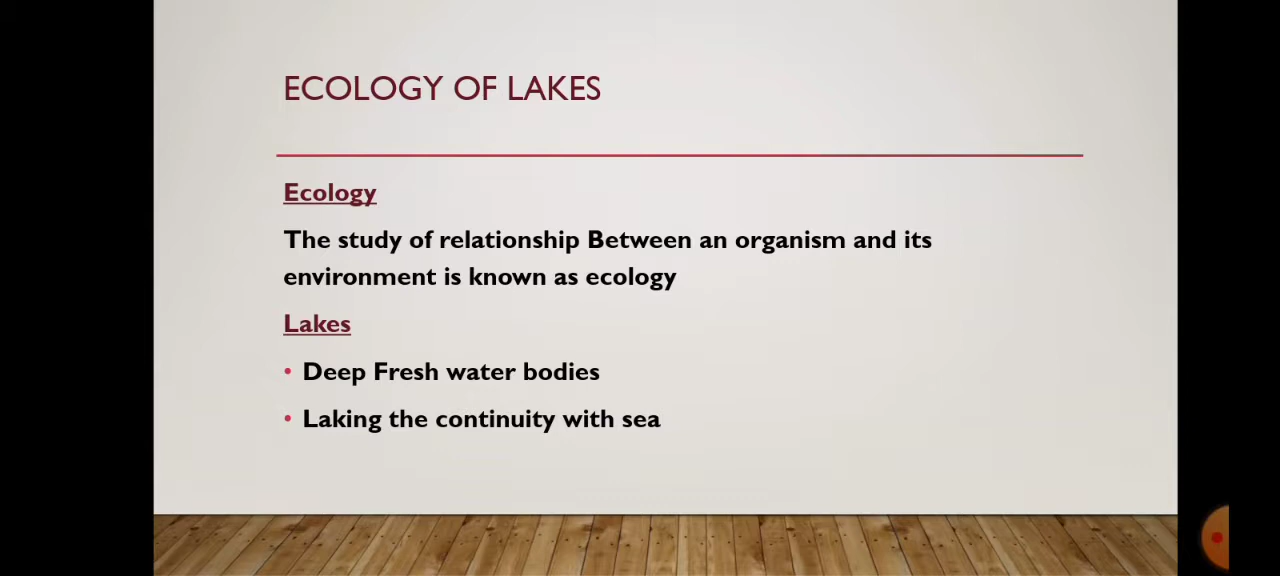 ECOLOGY OF LAKES
Ecology
The study of relationship Between an organism and its
environment is known as ecology
Lakes
• Deep Fresh water bodies
• Laking the continuity with sea